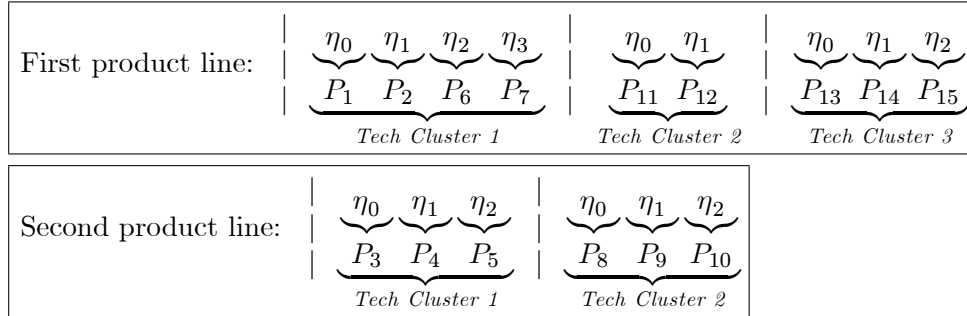 η₀ η₁ η₂ η₃ η₀ η₁ η₀ η₁ η₂
First product line:
P₁ P₂ P₆ P₇ P₁₁ P₁₂ P₁₃ P₁₄ P₁₅
Tech Cluster 1 Tech Cluster 2 Tech Cluster 3
η₀ η₁ η₂ η₀ η₁ η₂
Second product line:
P₃ P₄ P₅ P₈ P₉ P₁₀
Tech Cluster 1 Tech Cluster 2